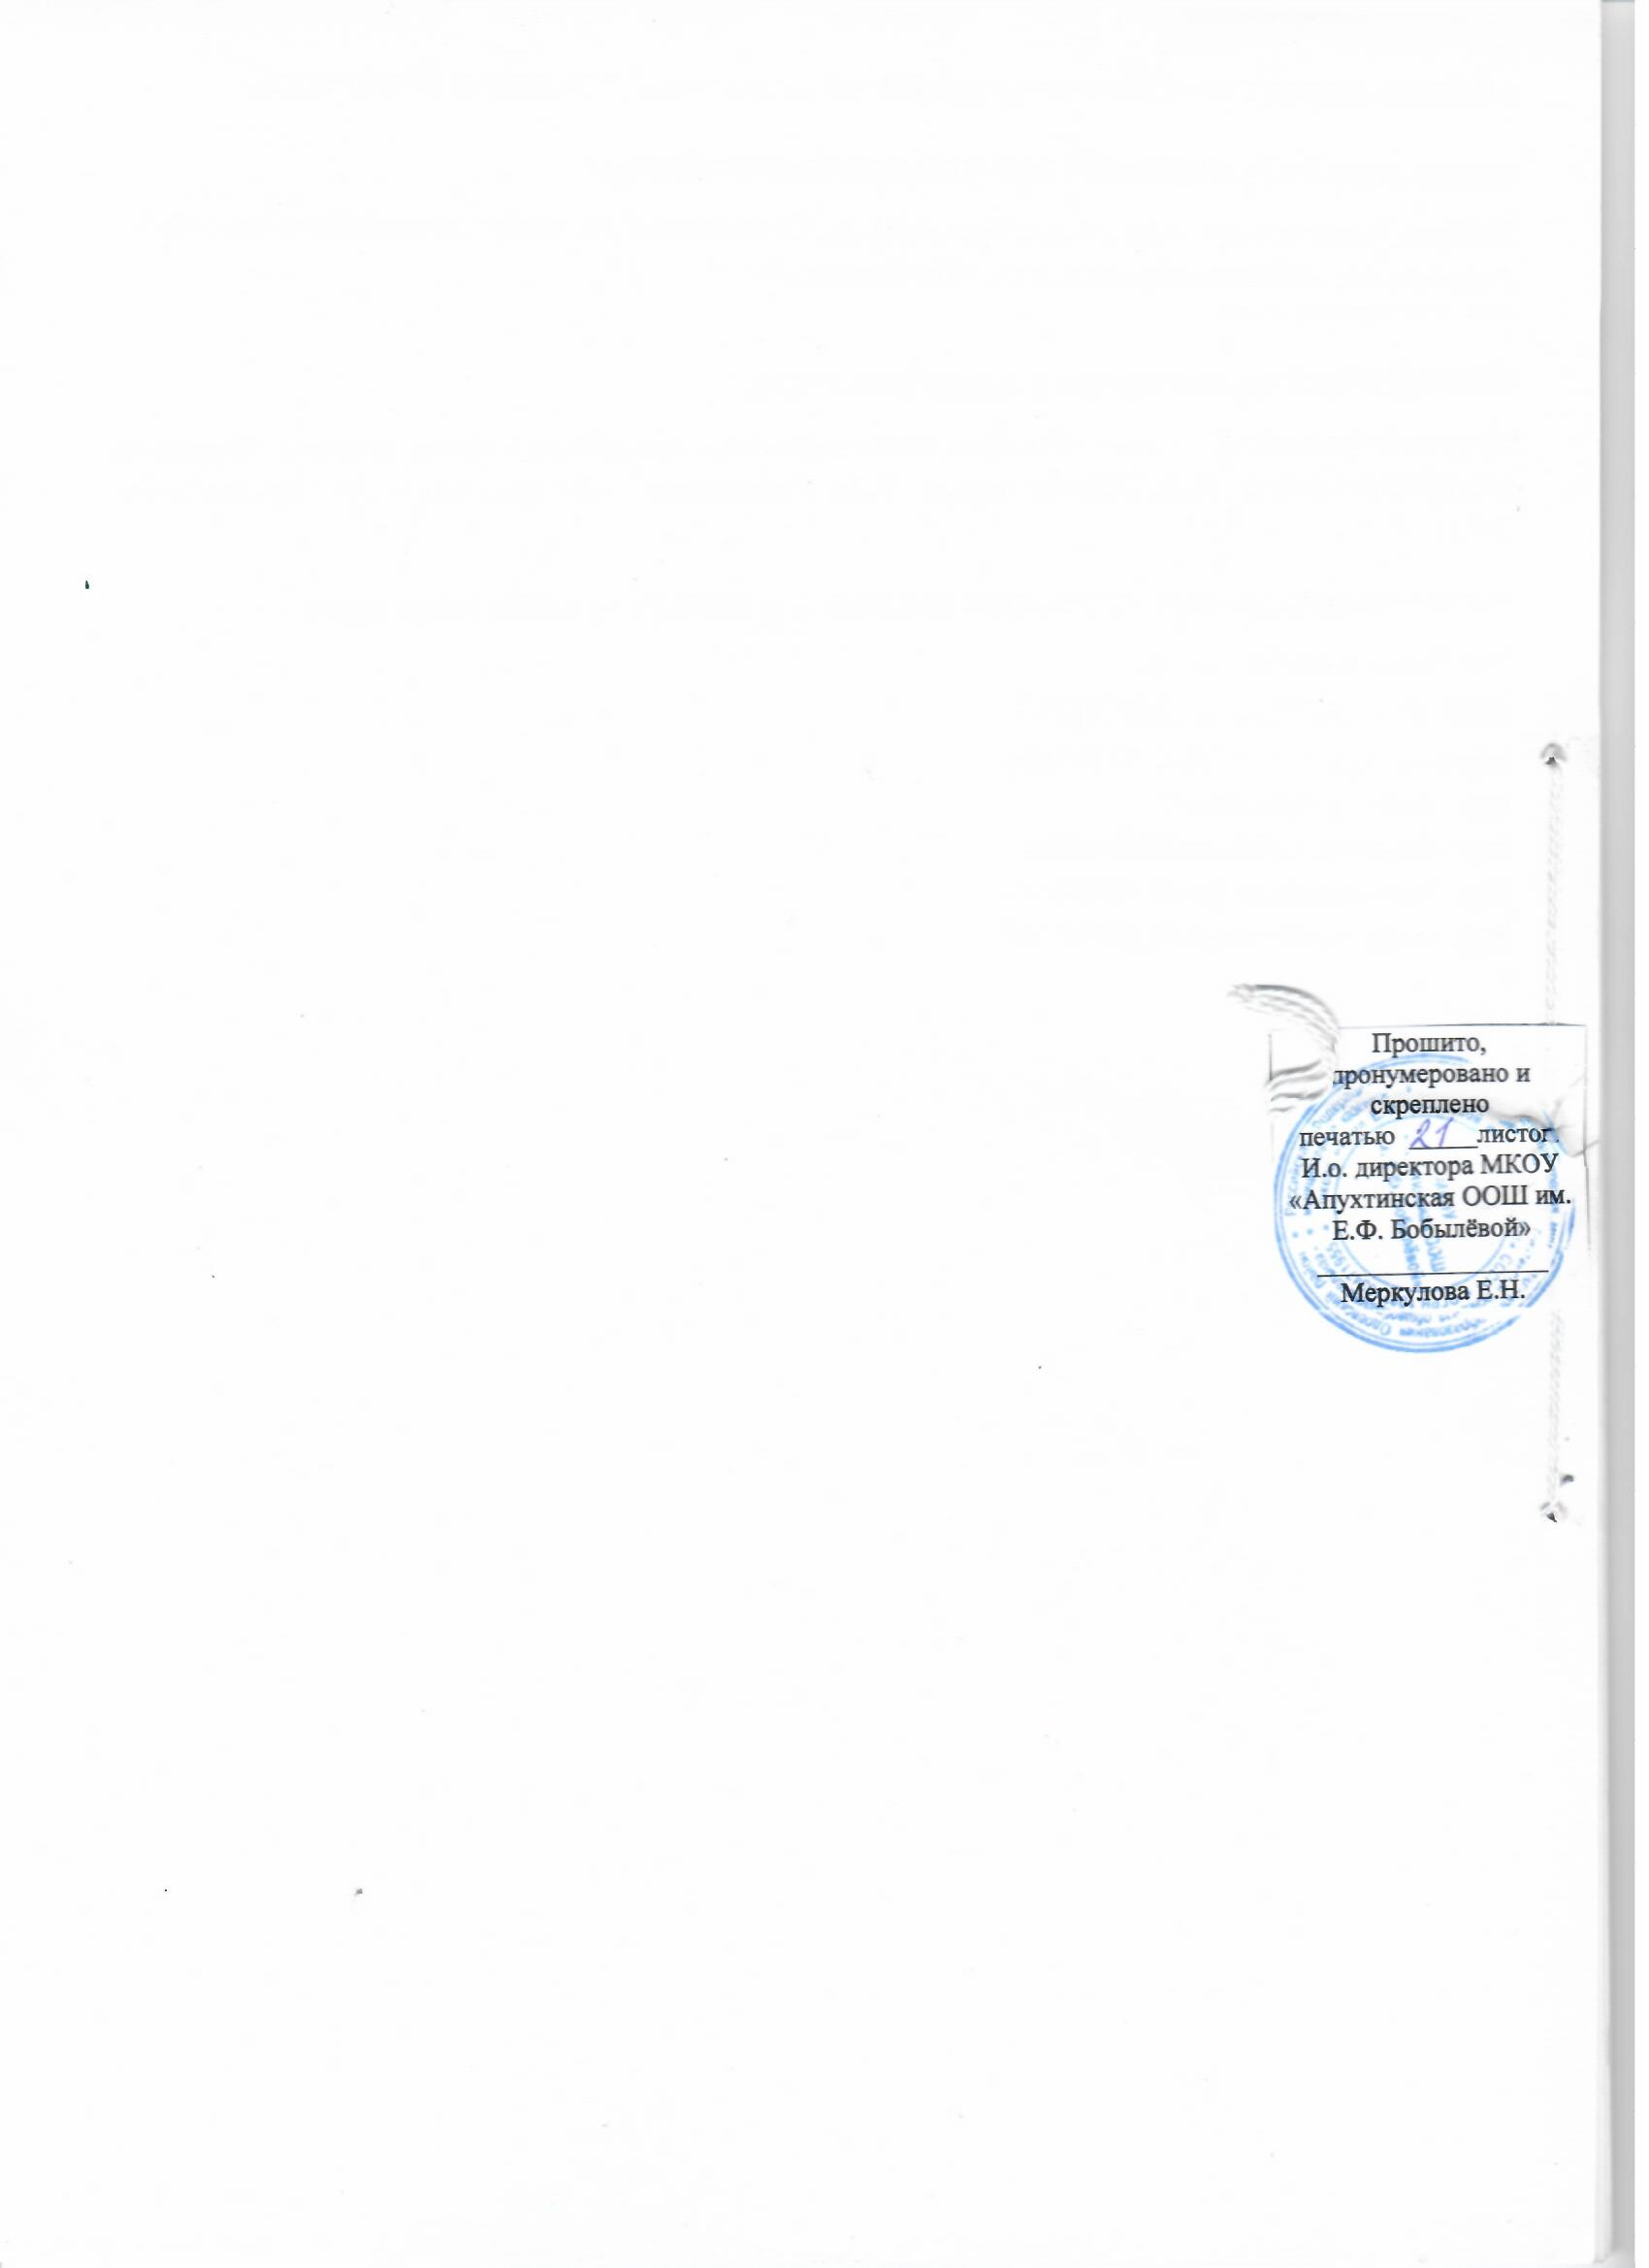 Прошито,
пронумеровано и
скреплено
печатью 21 листов.
И.о. директора МКОУ
«Апухтинская ООШ им.
Е.Ф. Бобылёвой»
Меркулова Е.Н.